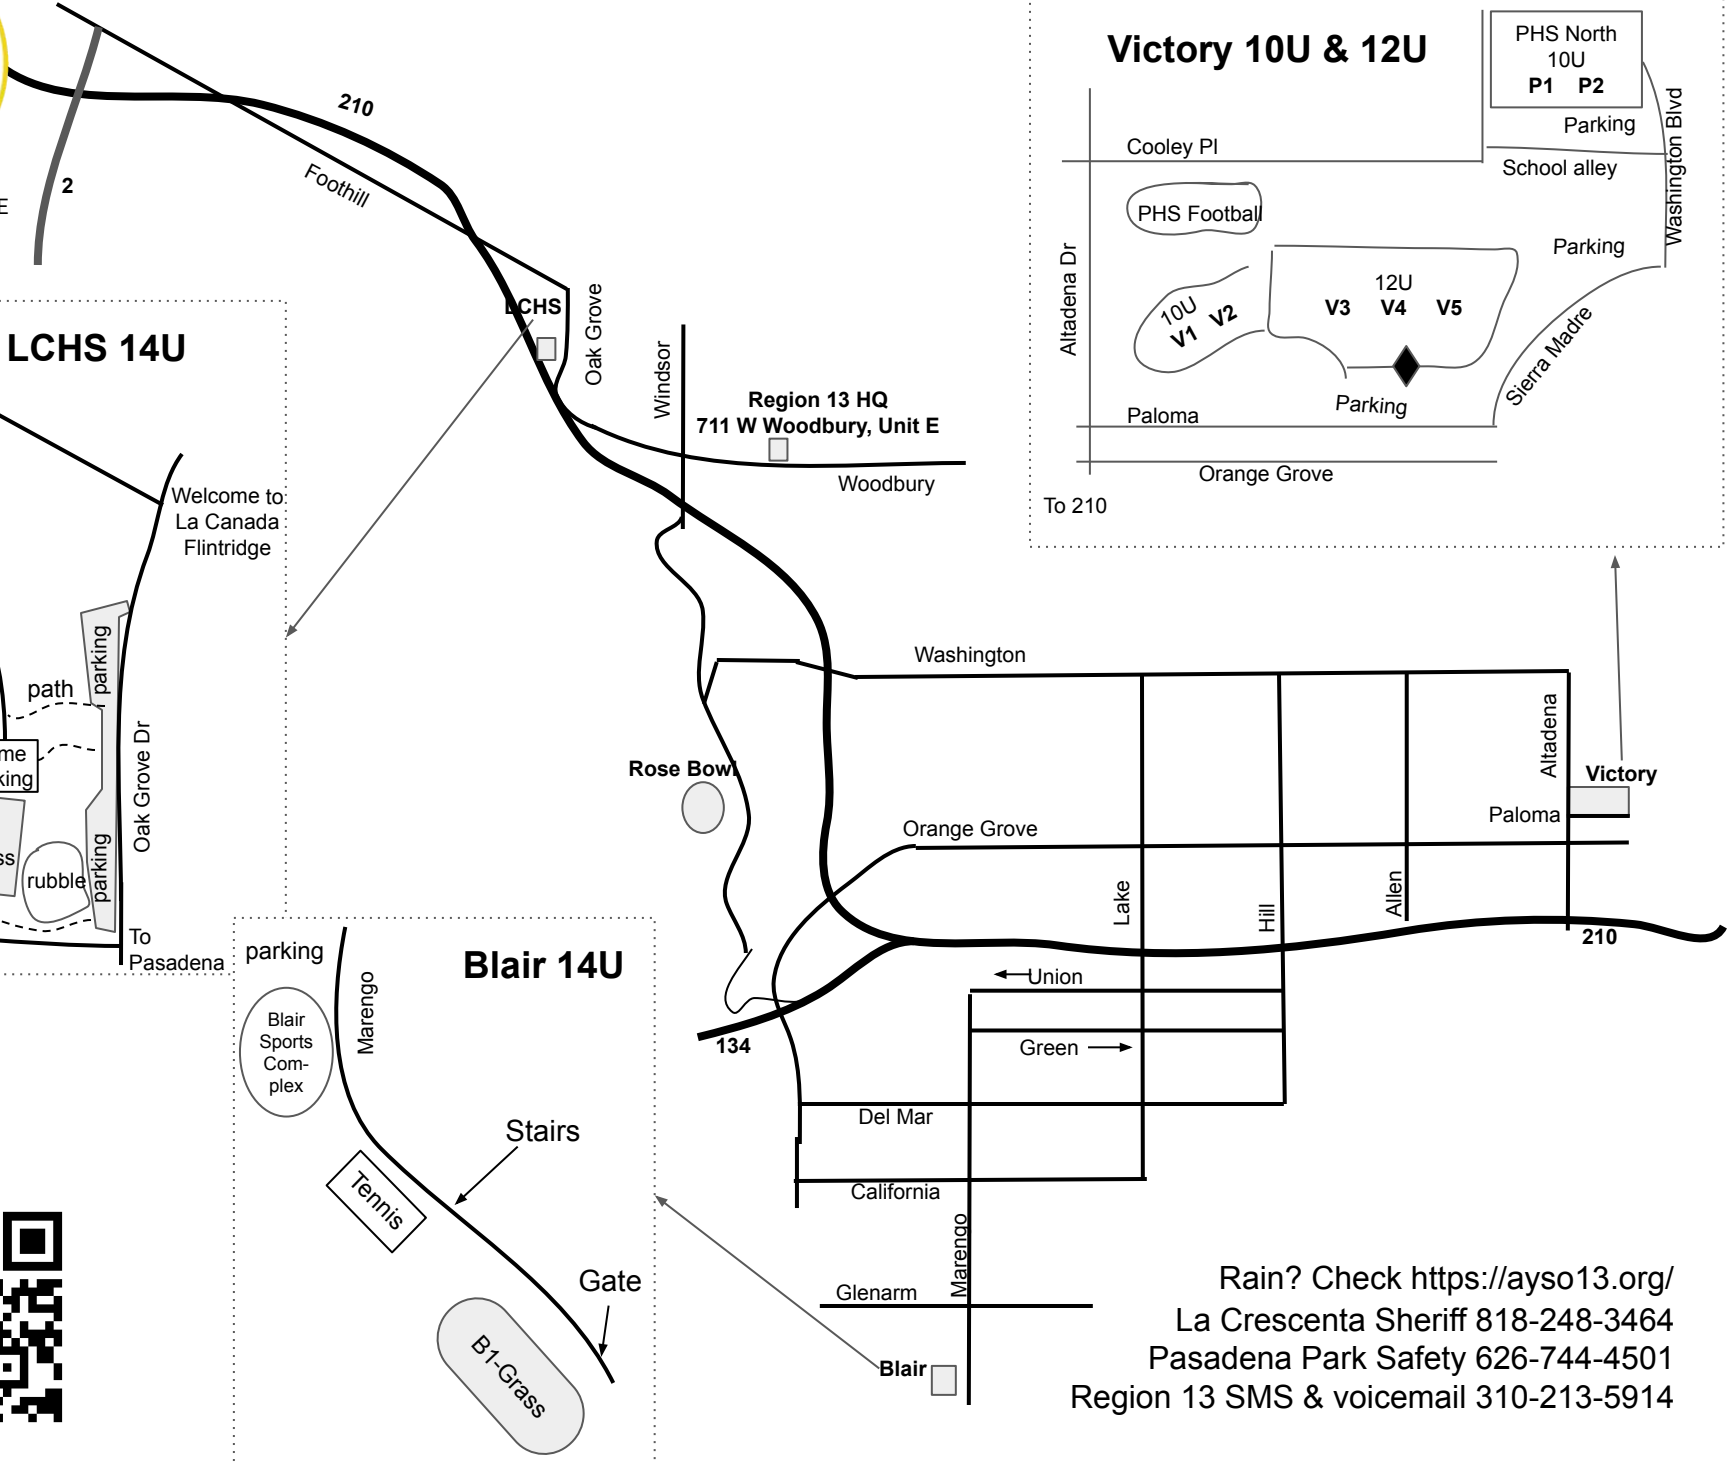 210
2
E
Foothill
LCHS
Oak Grove
Windsor
Region 13 HQ
711 W Woodbury, Unit E
Woodbury
Victory 10U & 12U
PHS North
10U
P1 P2
Parking
Cooley Pl
School alley
Washington Blvd
PHS Football
Parking
Altadena Dr
10U
V1 V2
12U
V3 V4 V5
Sierra Madre
Parking
Paloma
Orange Grove
To 210
LCHS 14U
Welcome to
La Canada
Flintridge
parking
path
me
king
Oak Grove Dr
ss
rubble
parking
To
Pasadena
Washington
Rose Bowl
Altadena
Victory
Paloma
Orange Grove
Lake
Hill
Allen
210
Union
134
Green
Del Mar
California
Marengo
Glenarm
Blair
Blair 14U
parking
Marengo
Blair
Sports
Com-
plex
Stairs
Tennis
Gate
B1-Grass
Rain? Check https://ayso13.org/
La Crescenta Sheriff 818-248-3464
Pasadena Park Safety 626-744-4501
Region 13 SMS & voicemail 310-213-5914